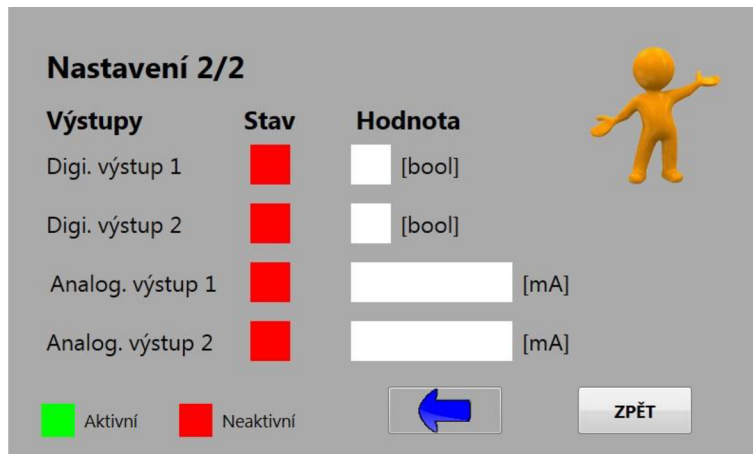 Nastavení 2/2
Výstupy Stav Hodnota
Digi. výstup 1 [bool]
Digi. výstup 2 [bool]
Analog. výstup 1 [mA]
Analog. výstup 2 [mA]
Aktivní Neaktivní ZPĚT